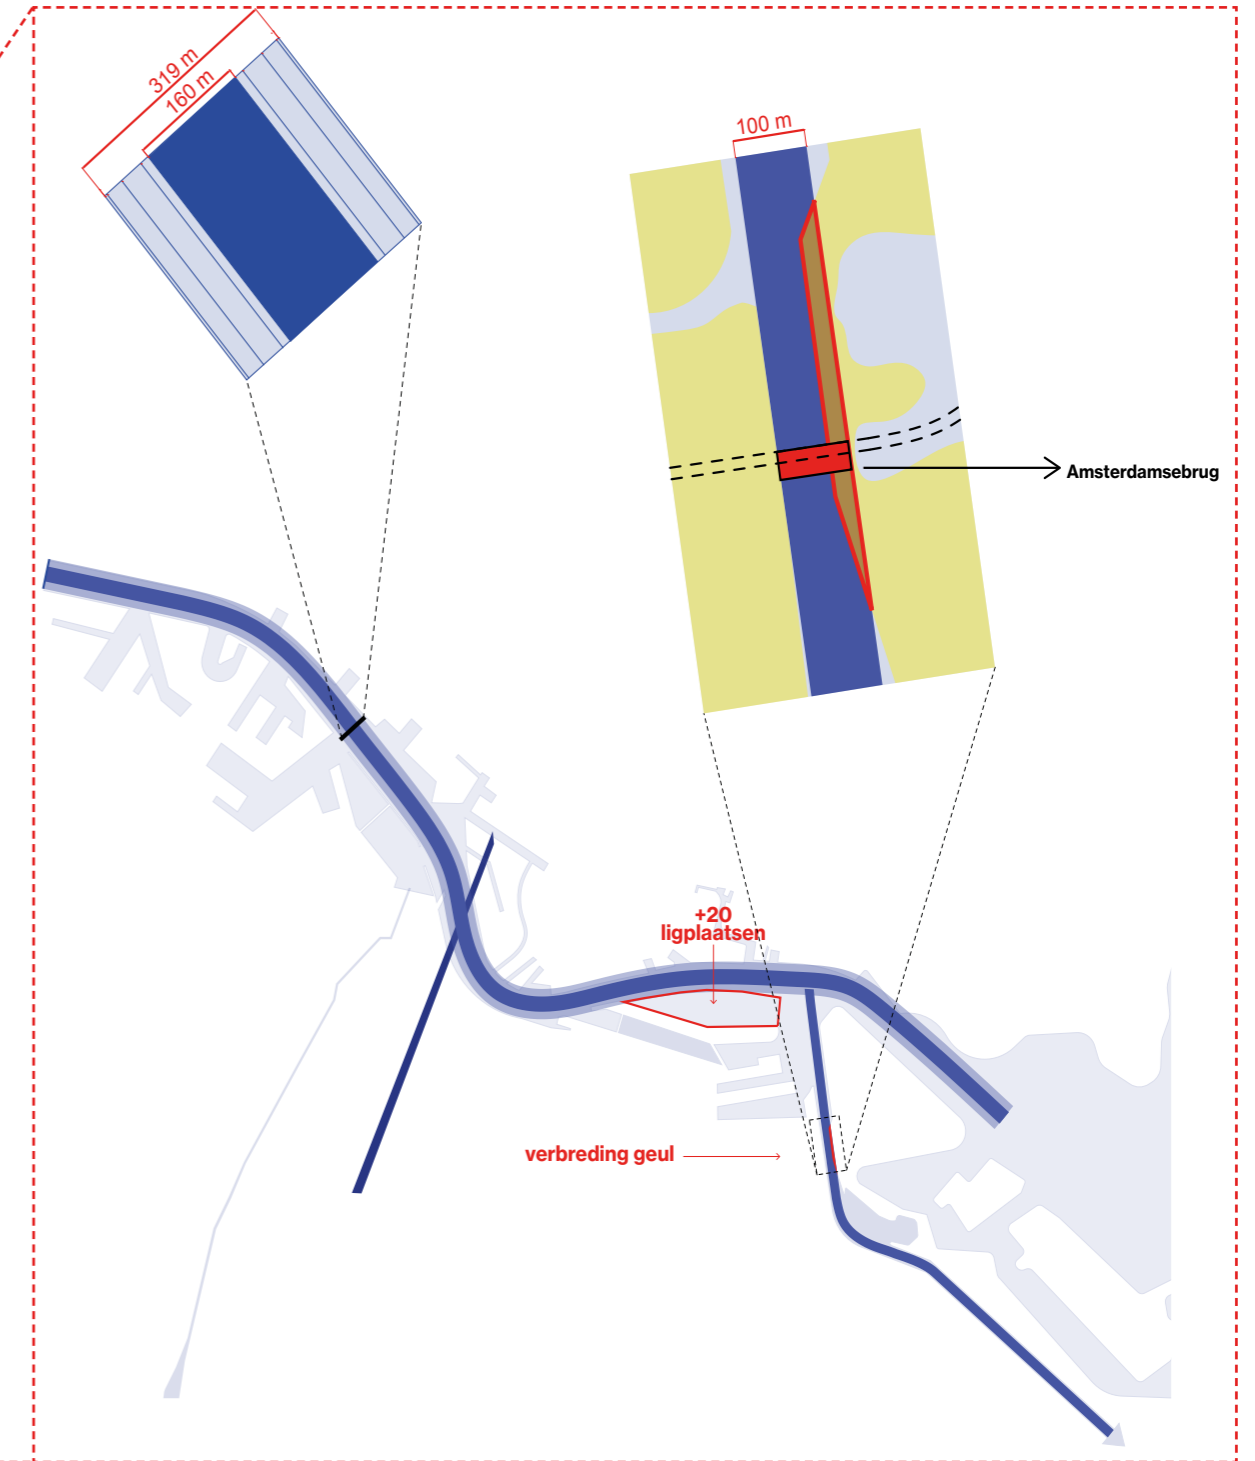 319 m
160 m
100 m
Amsterdamsebrug
+20
ligplaatsen
verbreding geul